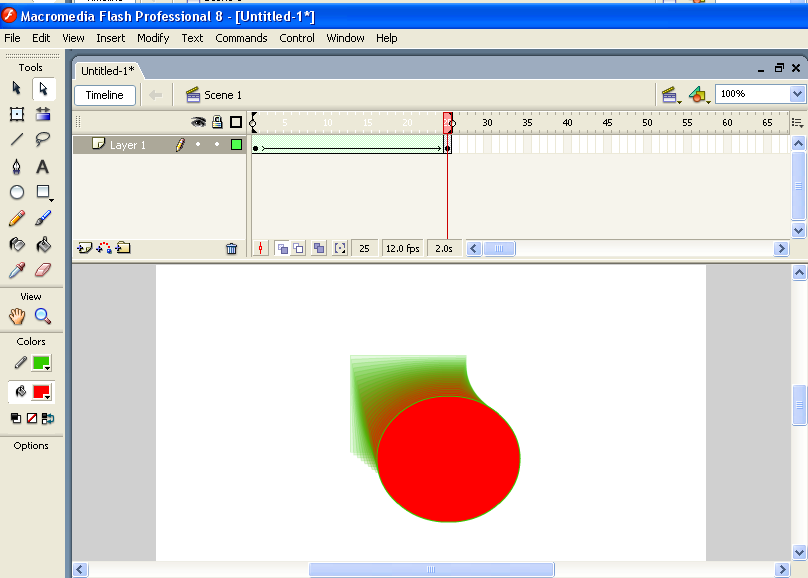 Macromedia Flash Professional 8 - [Untitled-1*]
File Edit View Insert Modify Text Commands Control Window Help
Tools
Untitled-1*
Timeline
Scene 1
100%
5 10 15 20 30 35 40 45 50 55 60 65
Layer 1
25 12.0 fps 2.0s
A
View
Colors
Options